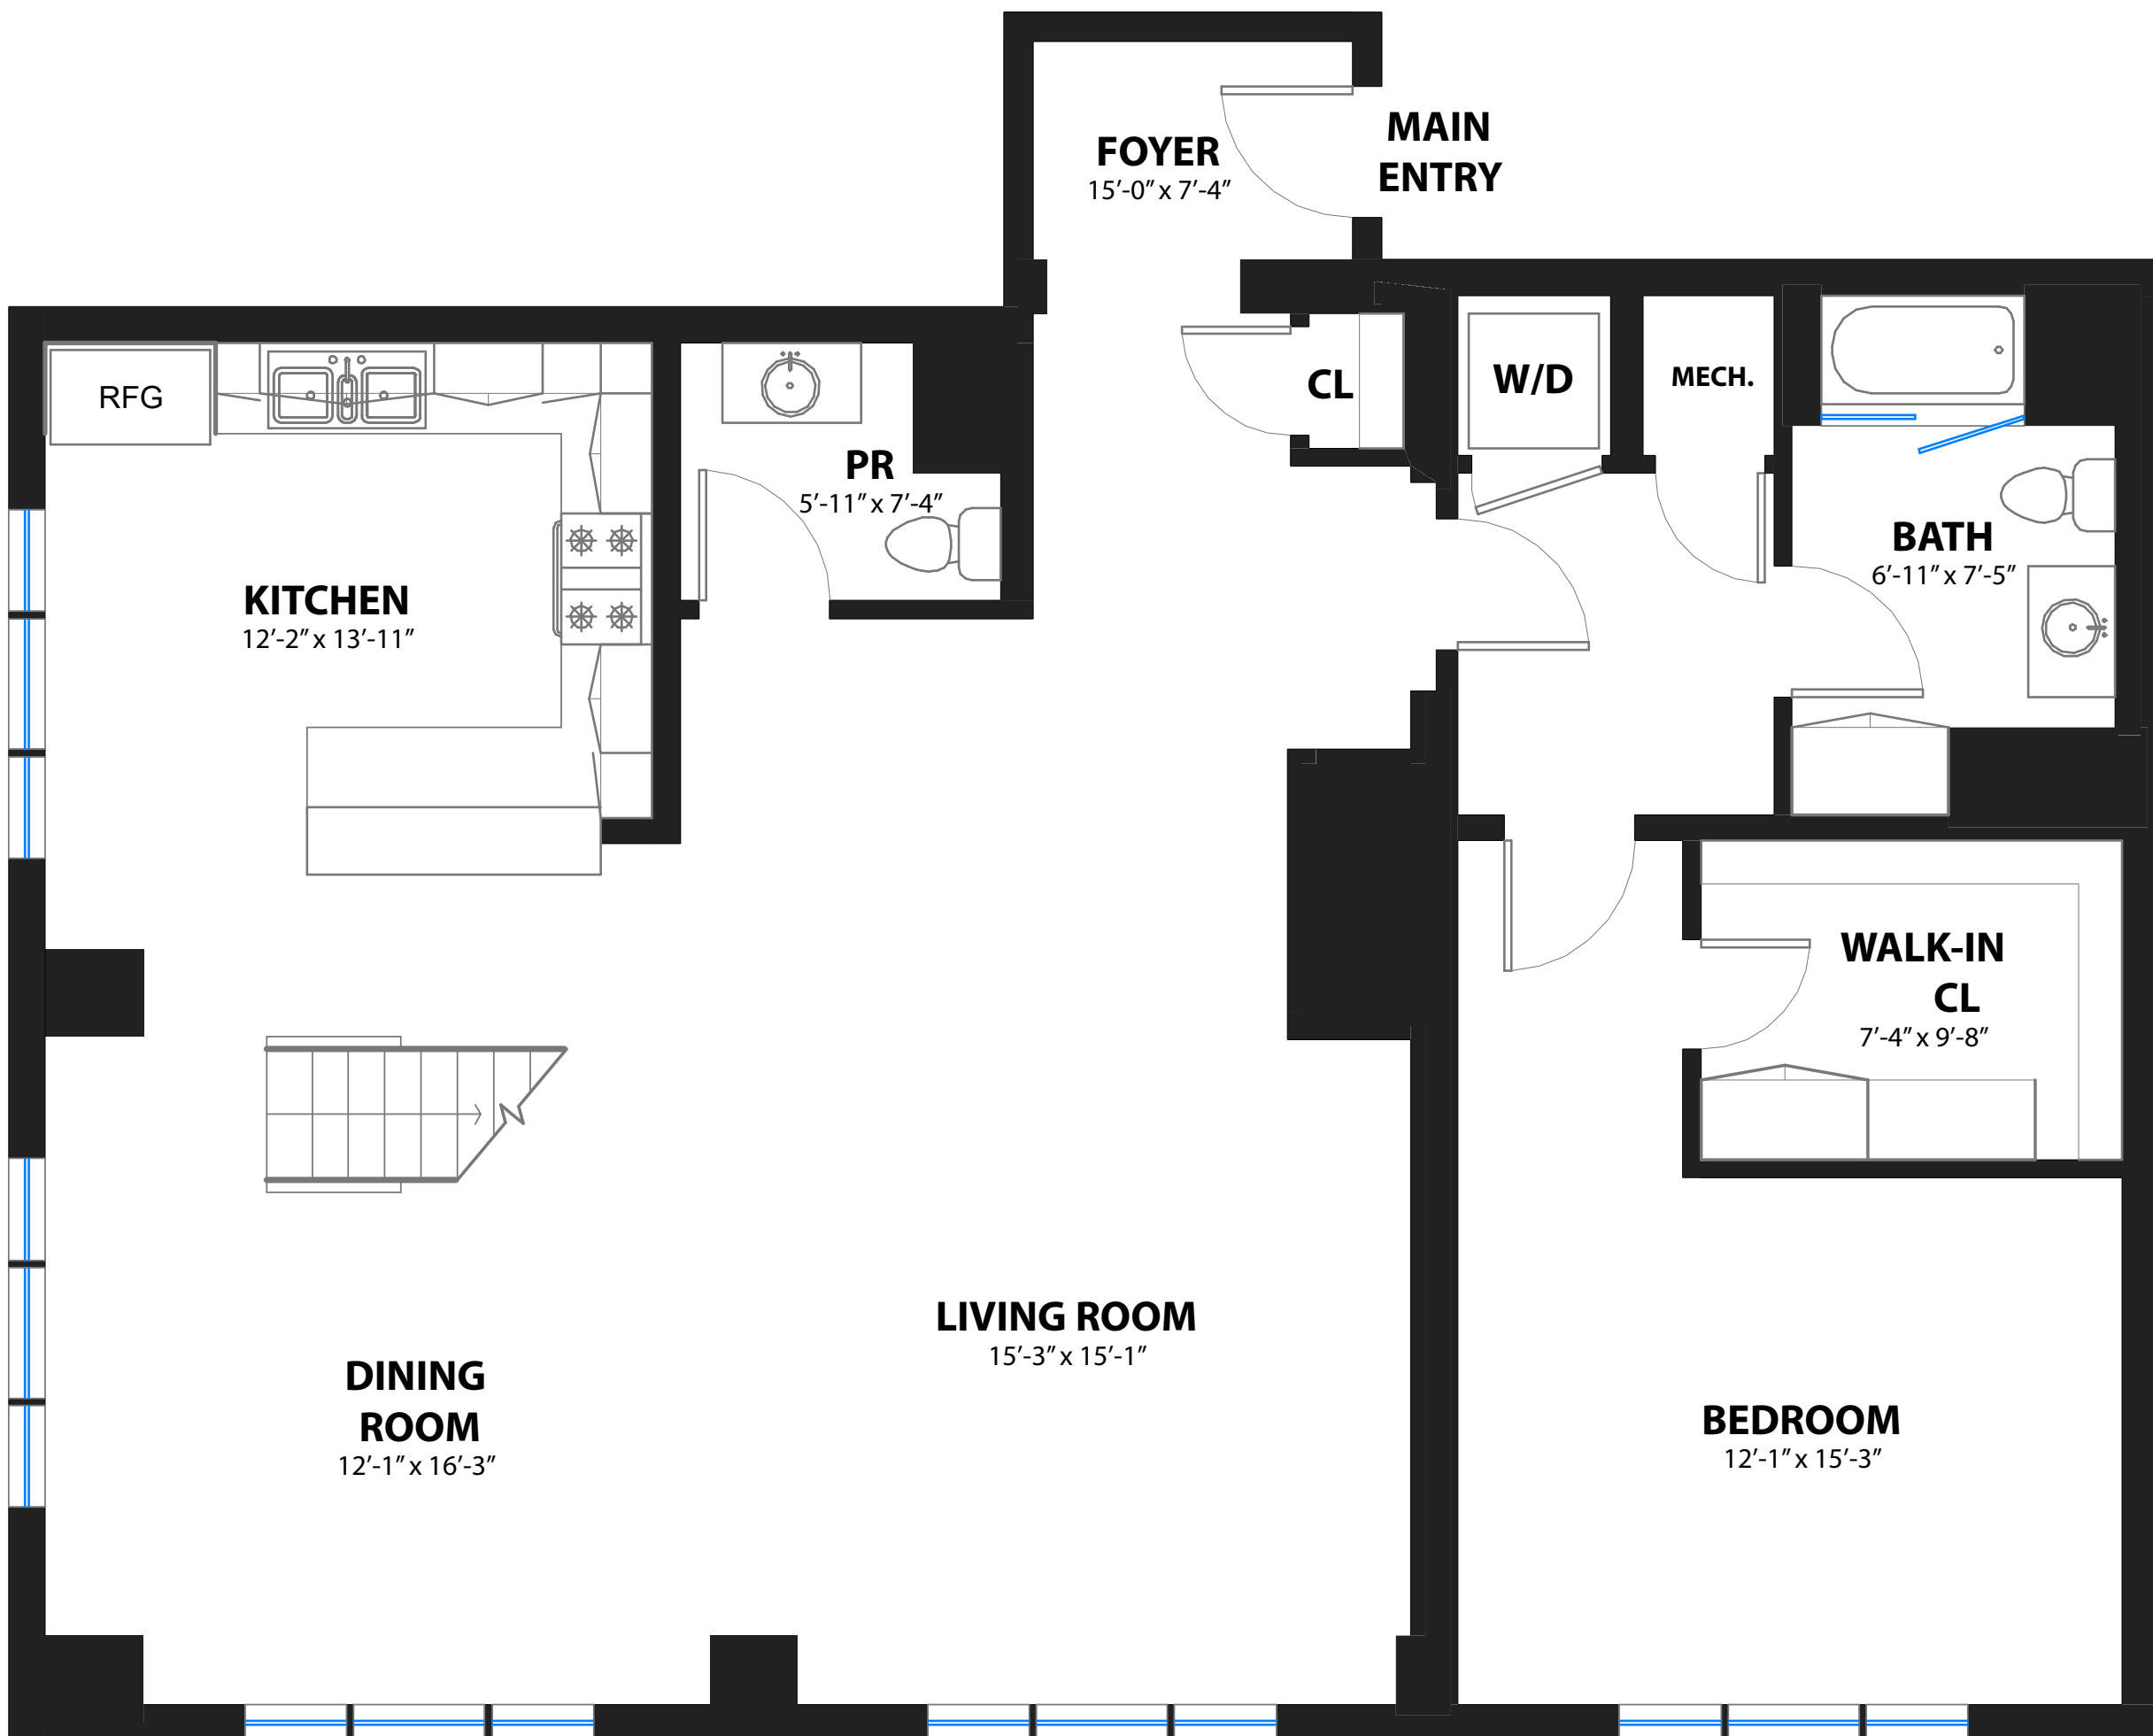 MAIN
ENTRY
FOYER
15’-0” x 7’-4”
RFG
CL
W/D
MECH.
PR
5’-11” x 7’-4”
BATH
6’-11” x 7’-5”
KITCHEN
12’-2” x 13’-11”
WALK-IN
CL
7’-4” x 9’-8”
LIVING ROOM
15’-3” x 15’-1”
DINING
ROOM
12’-1” x 16’-3”
BEDROOM
12’-1” x 15’-3”